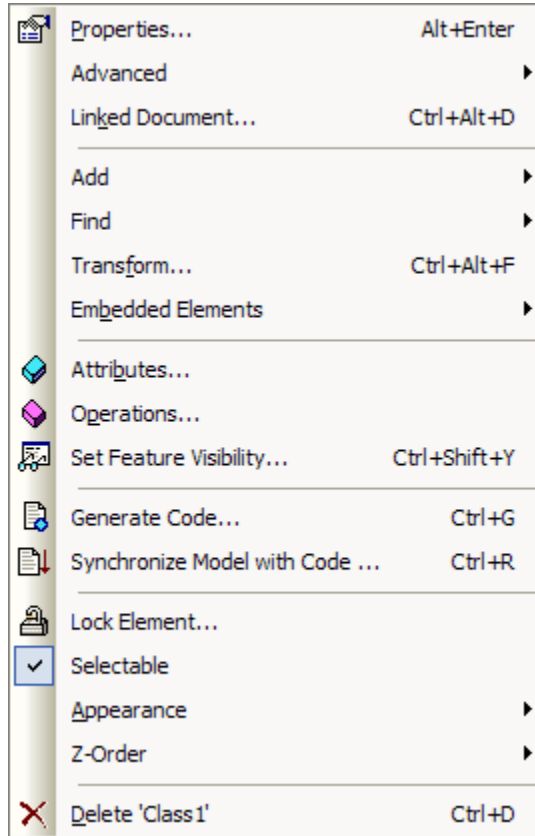 Properties... Alt+Enter
Advanced
Linked Document... Ctrl+Alt+D
Add
Find
Transform... Ctrl+Alt+F
Embedded Elements
Attributes...
Operations...
Set Feature Visibility... Ctrl+Shift+Y
Generate Code... Ctrl+G
Synchronize Model with Code ... Ctrl+R
Lock Element...
Selectable
Appearance
Z-Order
Delete 'Class1' Ctrl+D